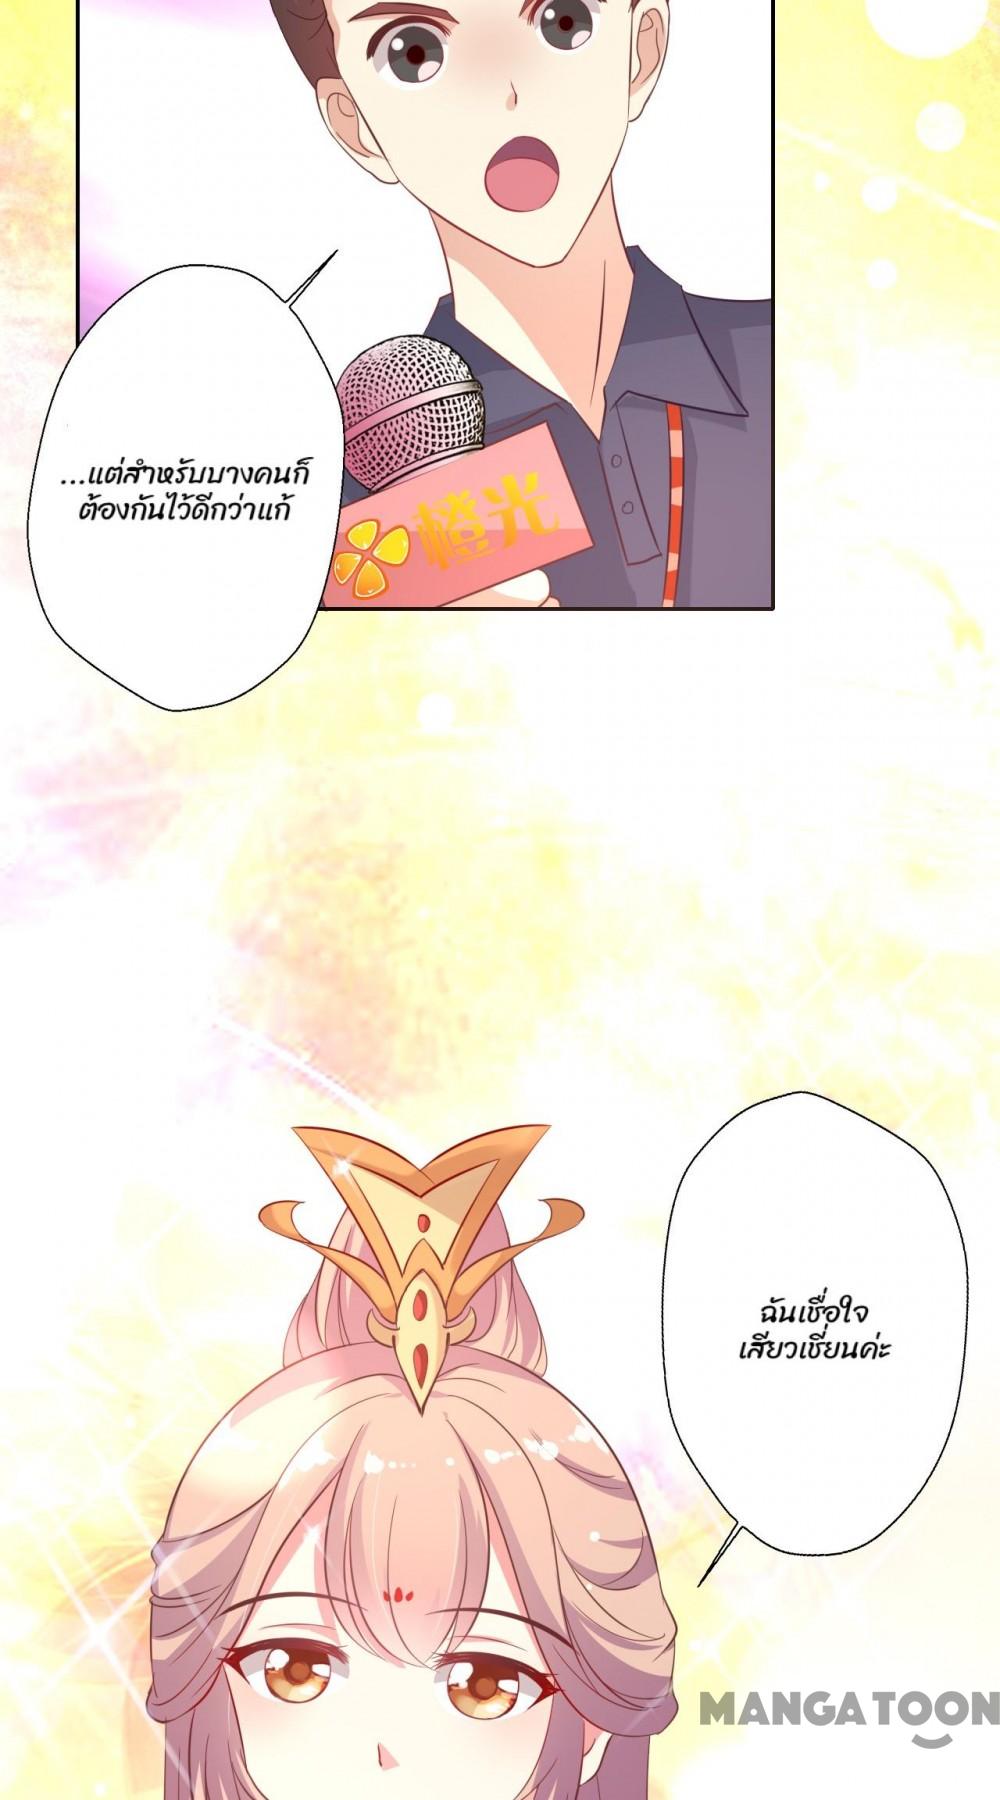 ...แต่สำหรับบางคนก็
ต้องกันไว้ดีกว่าแก้
橙光
ฉันเชื่อใจ
เสียวเชี่ยนค่ะ
MANGATOON